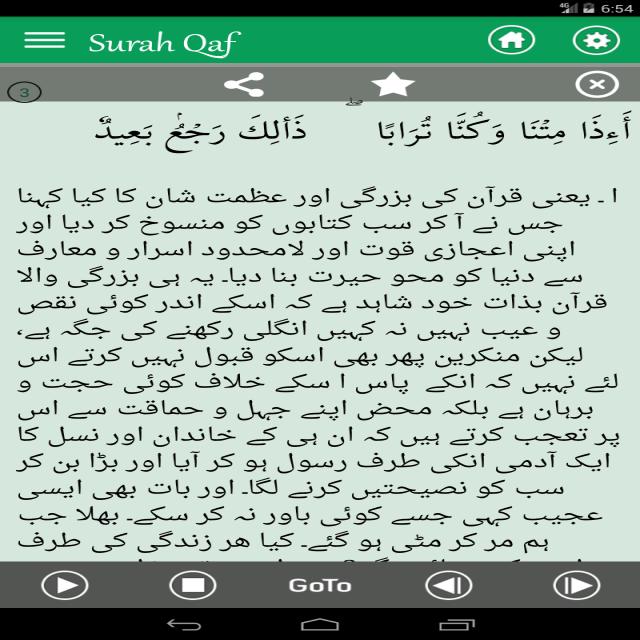 4G 6:54
Surah Qaf
3
أَءِذَا مِتْنَا وَكُنَّا تُرَابًا ۖ ذَٰلِكَ رَجْعٌۢ بَعِيدٌ
ا ۔ یعنی قرآن کی بزرگی اور عظمت شان کا کیا کہنا
جس نے آ کر سب کتابوں کو منسوخ کر دیا اور
اپنی اعجازی قوت اور لامحدود اسرار و معارف
سے دنیا کو محو حیرت بنا دیا۔ یہ ہی بزرگی والا
قرآن بذات خود شاہد ہے کہ اسکے اندر کوئی نقص
و عیب نہیں نہ کہیں انگلی رکھنے کی جگہ ہے،
لیکن منکرین پھر بھی اسکو قبول نہیں کرتے اس
لئے نہیں کہ انکے پاس ا سکے خلاف کوئی حجت و
برہان ہے بلکہ محض اپنے جہل و حماقت سے اس
پر تعجب کرتے ہیں کہ ان ہی کے خاندان اور نسل کا
ایک آدمی انکی طرف رسول ہو کر آیا اور بڑا بن کر
سب کو نصیحتیں کرنے لگا۔ اور بات بھی ایسی
عجیب کہی جسے کوئی باور نہ کر سکے۔ بھلا جب
ہم مر کر مٹی ہو گئے۔ کیا ھر زندگی کی طرف
GoTo